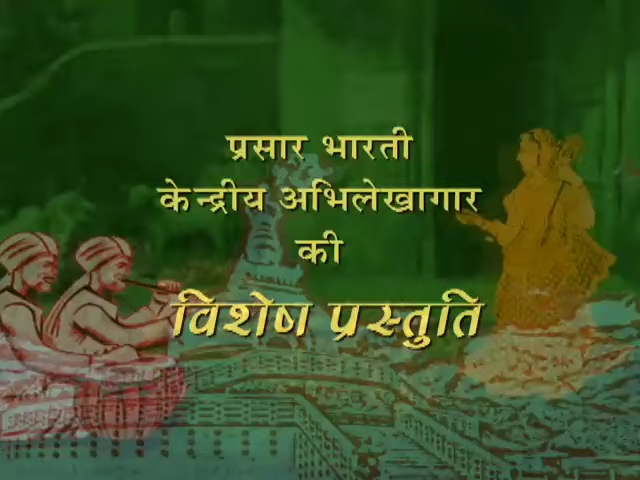 प्रसार भारती
केन्द्रीय अभिलेखागार
की
विशेष प्रस्तुति